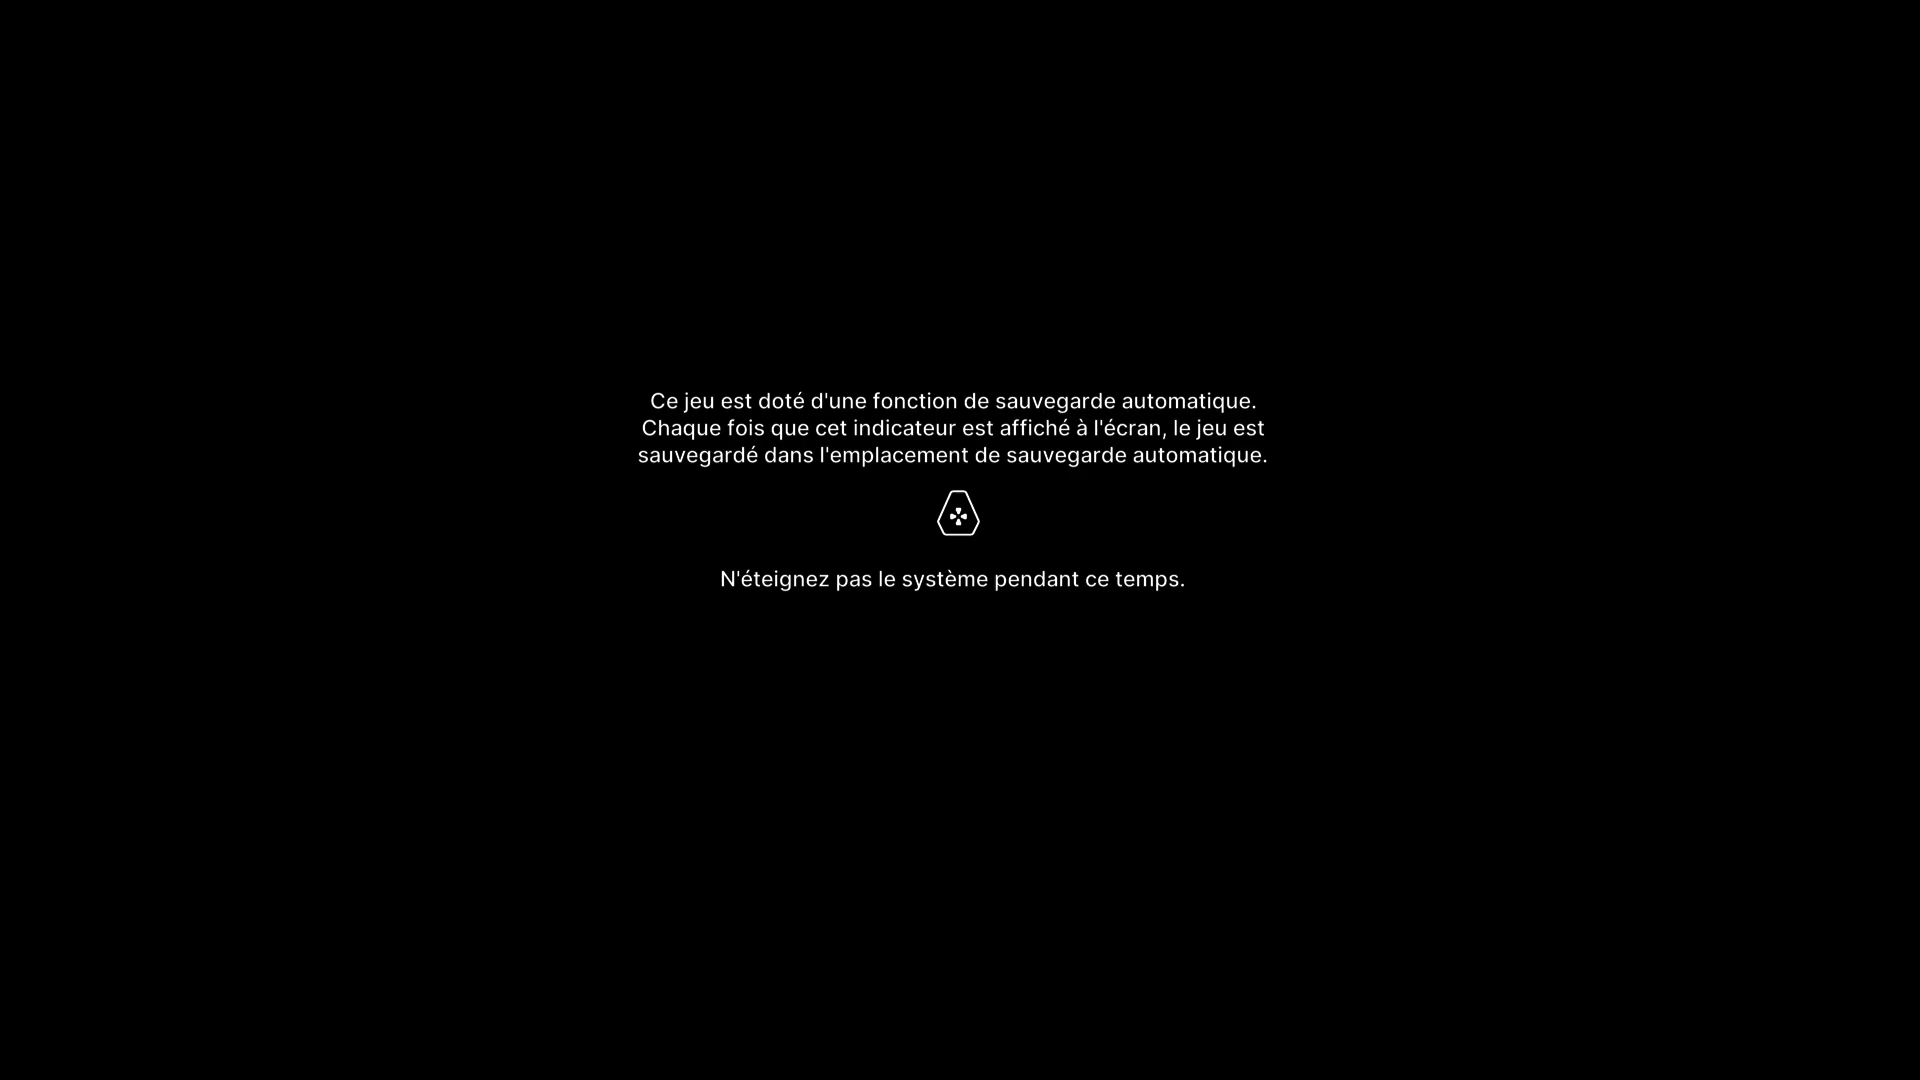 Ce jeu est doté d'une fonction de sauvegarde automatique.
Chaque fois que cet indicateur est affiché à l'écran, le jeu est
sauvegardé dans l'emplacement de sauvegarde automatique.
N'éteignez pas le système pendant ce temps.